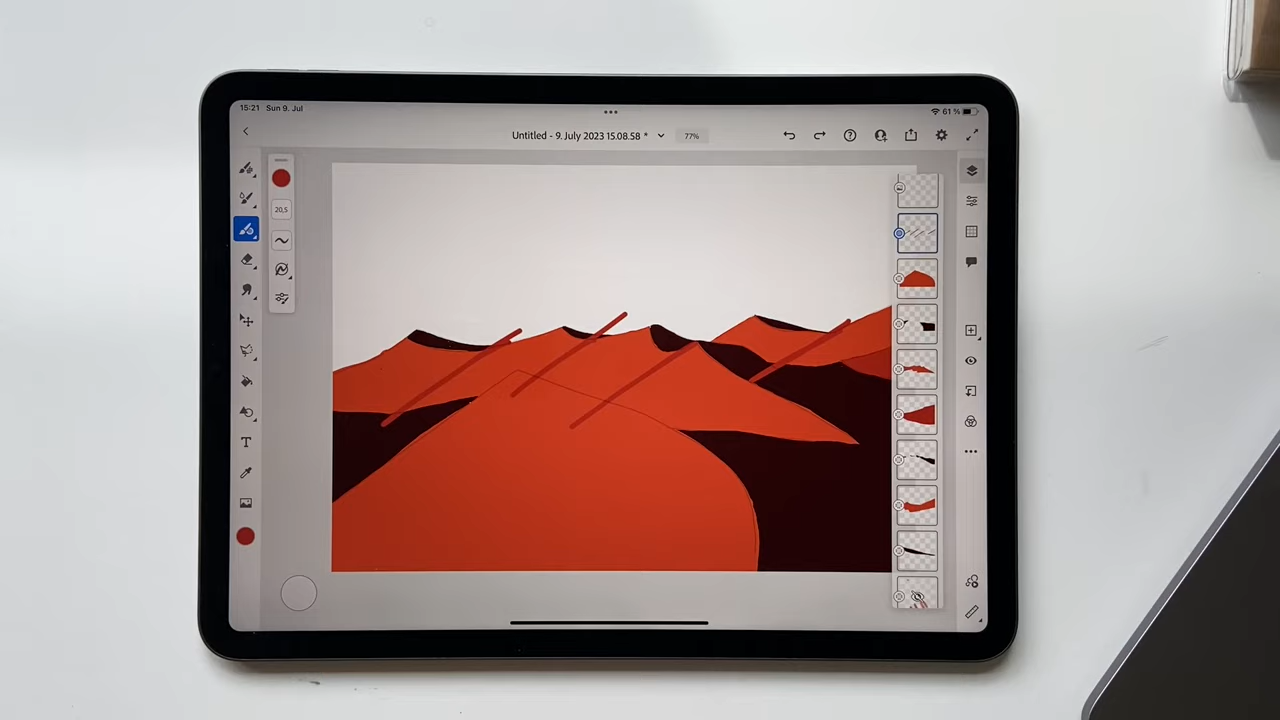 15:21 Sun 9. Jul
61 %
Untitled - 9. July 2023 15.08.58 *
77%
20,5
T